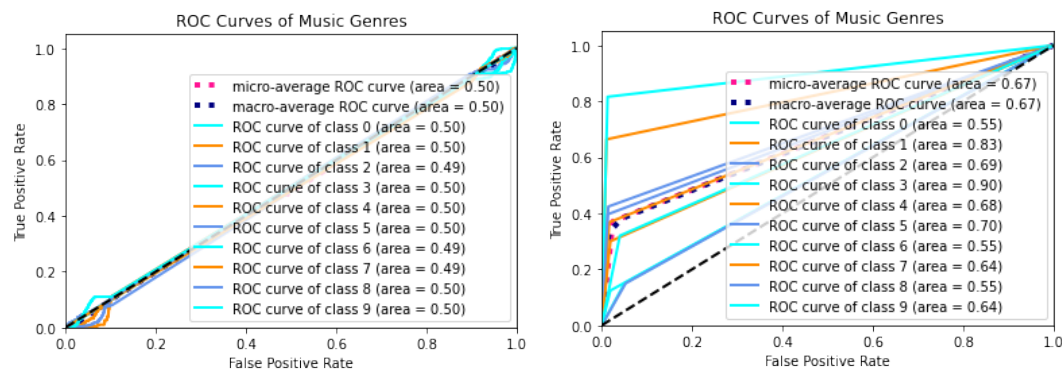 ROC Curves of Music Genres
True Positive Rate
1.0
0.8
0.6
0.4
0.2
0.0
micro-average ROC curve (area = 0.50)
macro-average ROC curve (area = 0.50)
ROC curve of class 0 (area = 0.50)
ROC curve of class 1 (area = 0.50)
ROC curve of class 2 (area = 0.49)
ROC curve of class 3 (area = 0.50)
ROC curve of class 4 (area = 0.50)
ROC curve of class 5 (area = 0.50)
ROC curve of class 6 (area = 0.49)
ROC curve of class 7 (area = 0.49)
ROC curve of class 8 (area = 0.50)
ROC curve of class 9 (area = 0.50)
0.0 0.2 0.4 0.6 0.8 1.0
False Positive Rate
ROC Curves of Music Genres
True Positive Rate
1.0
0.8
0.6
0.4
0.2
0.0
micro-average ROC curve (area = 0.67)
macro-average ROC curve (area = 0.67)
ROC curve of class 0 (area = 0.55)
ROC curve of class 1 (area = 0.83)
ROC curve of class 2 (area = 0.69)
ROC curve of class 3 (area = 0.90)
ROC curve of class 4 (area = 0.68)
ROC curve of class 5 (area = 0.70)
ROC curve of class 6 (area = 0.55)
ROC curve of class 7 (area = 0.64)
ROC curve of class 8 (area = 0.55)
ROC curve of class 9 (area = 0.64)
0.0 0.2 0.4 0.6 0.8 1.0
False Positive Rate